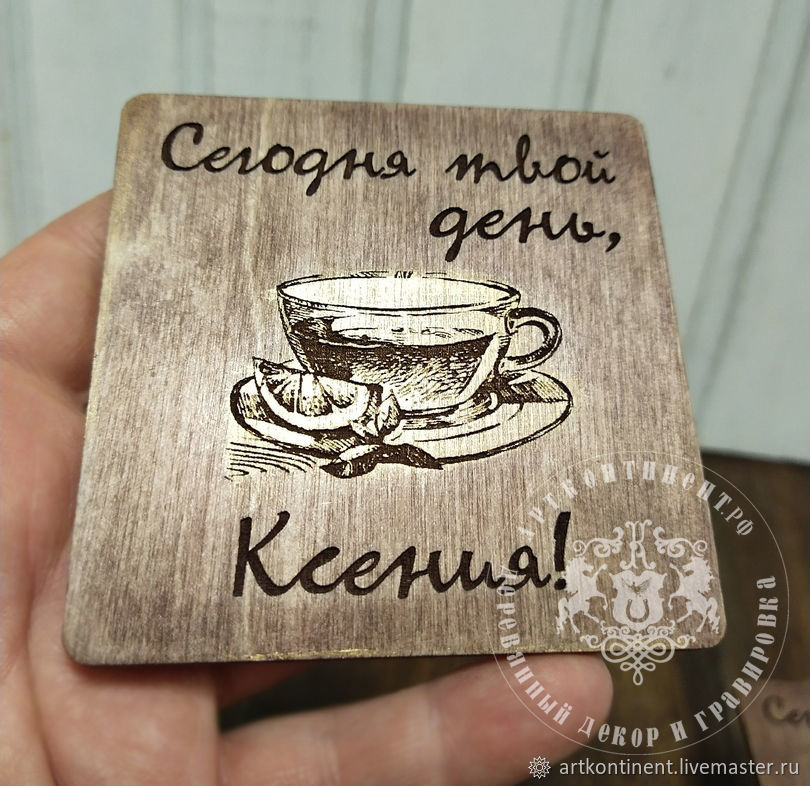 Сегодня твой
день,
Ксения!
АРТКОНТИНЕНТ.РФ
деревянный декор и гравировка
artkontinent.livemaster.ru